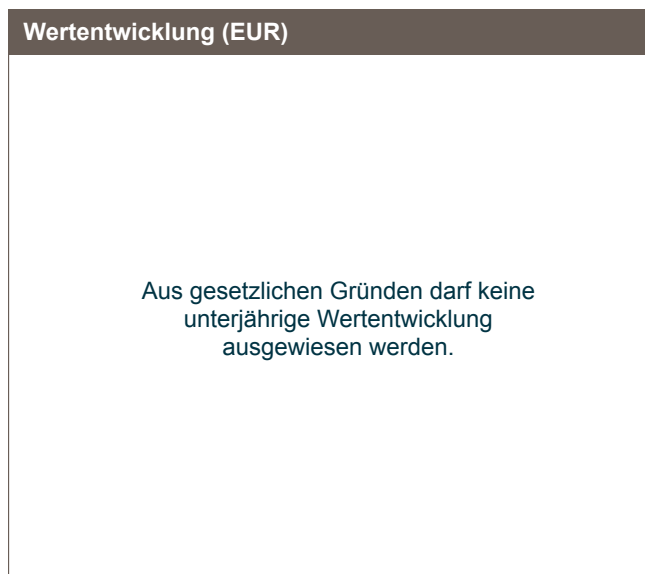 Wertentwicklung (EUR)
Aus gesetzlichen Gründen darf keine
unterjährige Wertentwicklung
ausgewiesen werden.